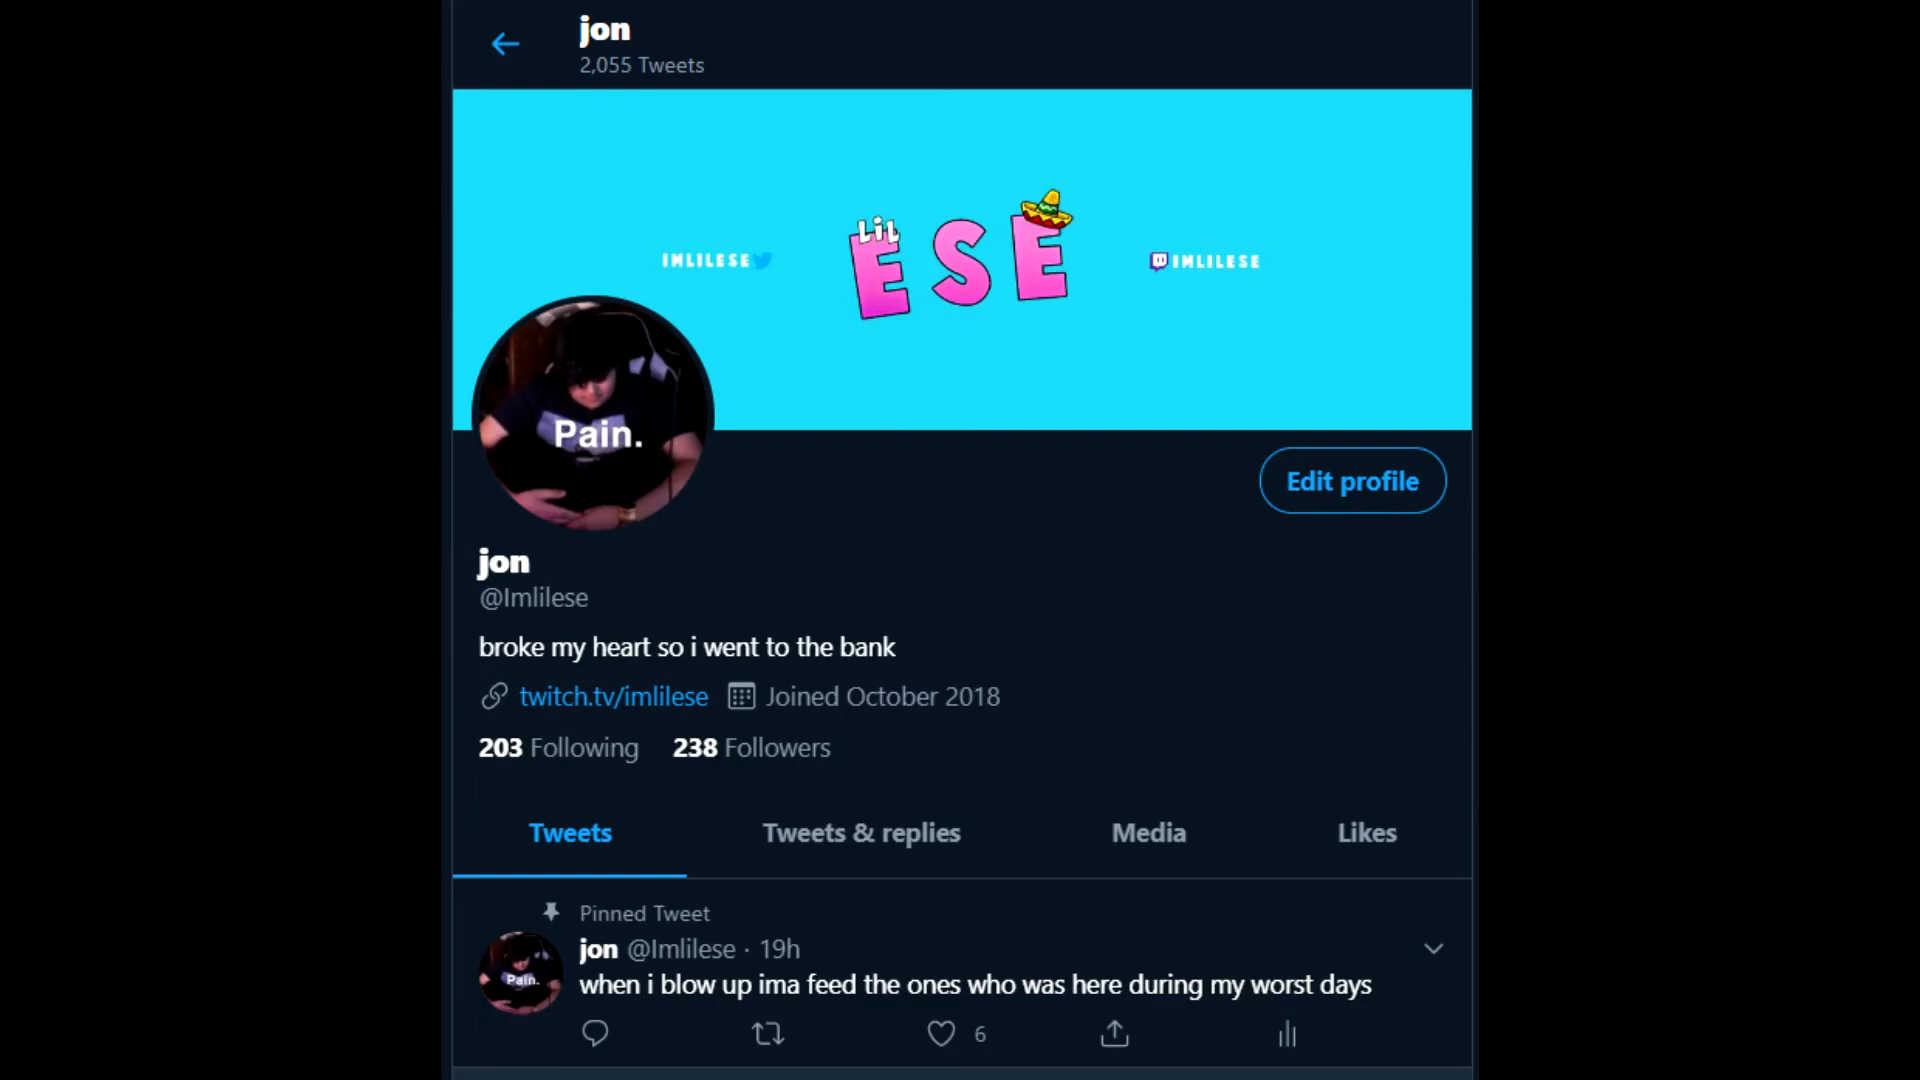 jon
2,055 Tweets
IMLILESE
LiL
ESE
IMLILESE
Pain.
Edit profile
jon
@Imlilese
broke my heart so i went to the bank
twitch.tv/imlilese Joined October 2018
203 Following 238 Followers
Tweets Tweets & replies Media Likes
Pinned Tweet
jon @Imlilese · 19h
Pain.
when i blow up ima feed the ones who was here during my worst days
6